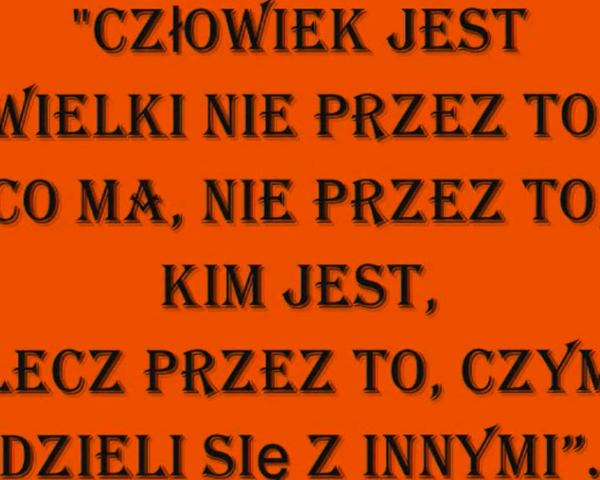 "CZłOWIEK JEST
WIELKI NIE PRZEZ TO,
CO MA, NIE PRZEZ TO,
KIM JEST,
LECZ PRZEZ TO, CZYM
DZIELI SIę Z INNYMI”.